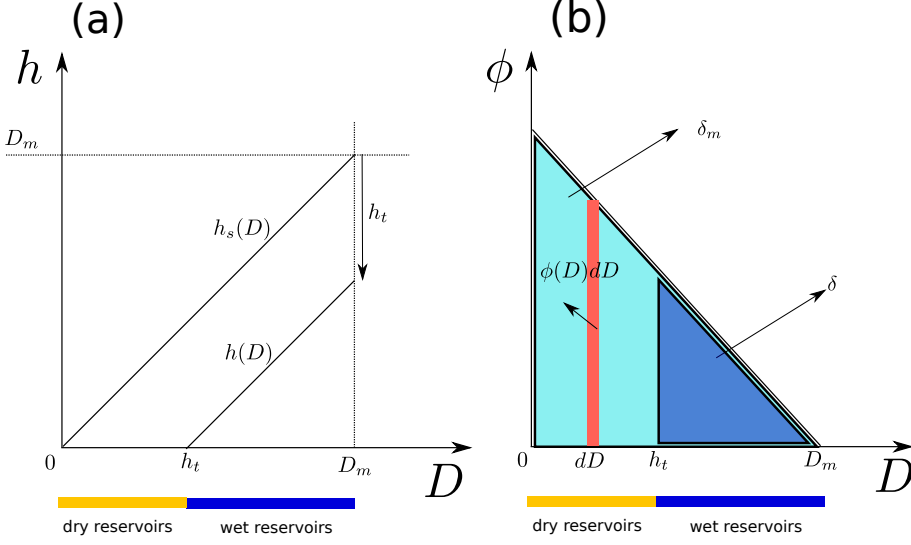 (a)
h
D_m
h_s(D)
h_t
h(D)
0
h_t
D_m
D
dry reservoirs
wet reservoirs
(b)
ϕ
δ_m
ϕ(D)dD
δ
0
dD
h_t
D_m
D
dry reservoirs
wet reservoirs